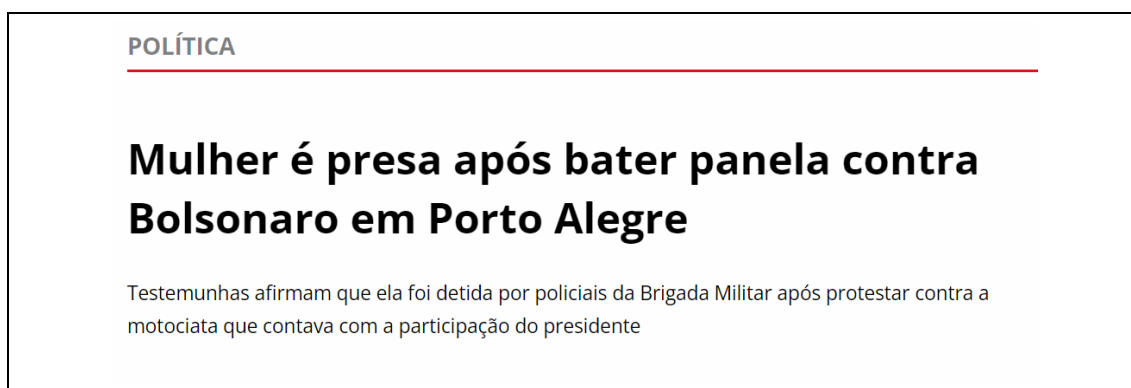 POLÍTICA
Mulher é presa após bater panela contra
Bolsonaro em Porto Alegre
Testemunhas afirmam que ela foi detida por policiais da Brigada Militar após protestar contra a
motociata que contava com a participação do presidente